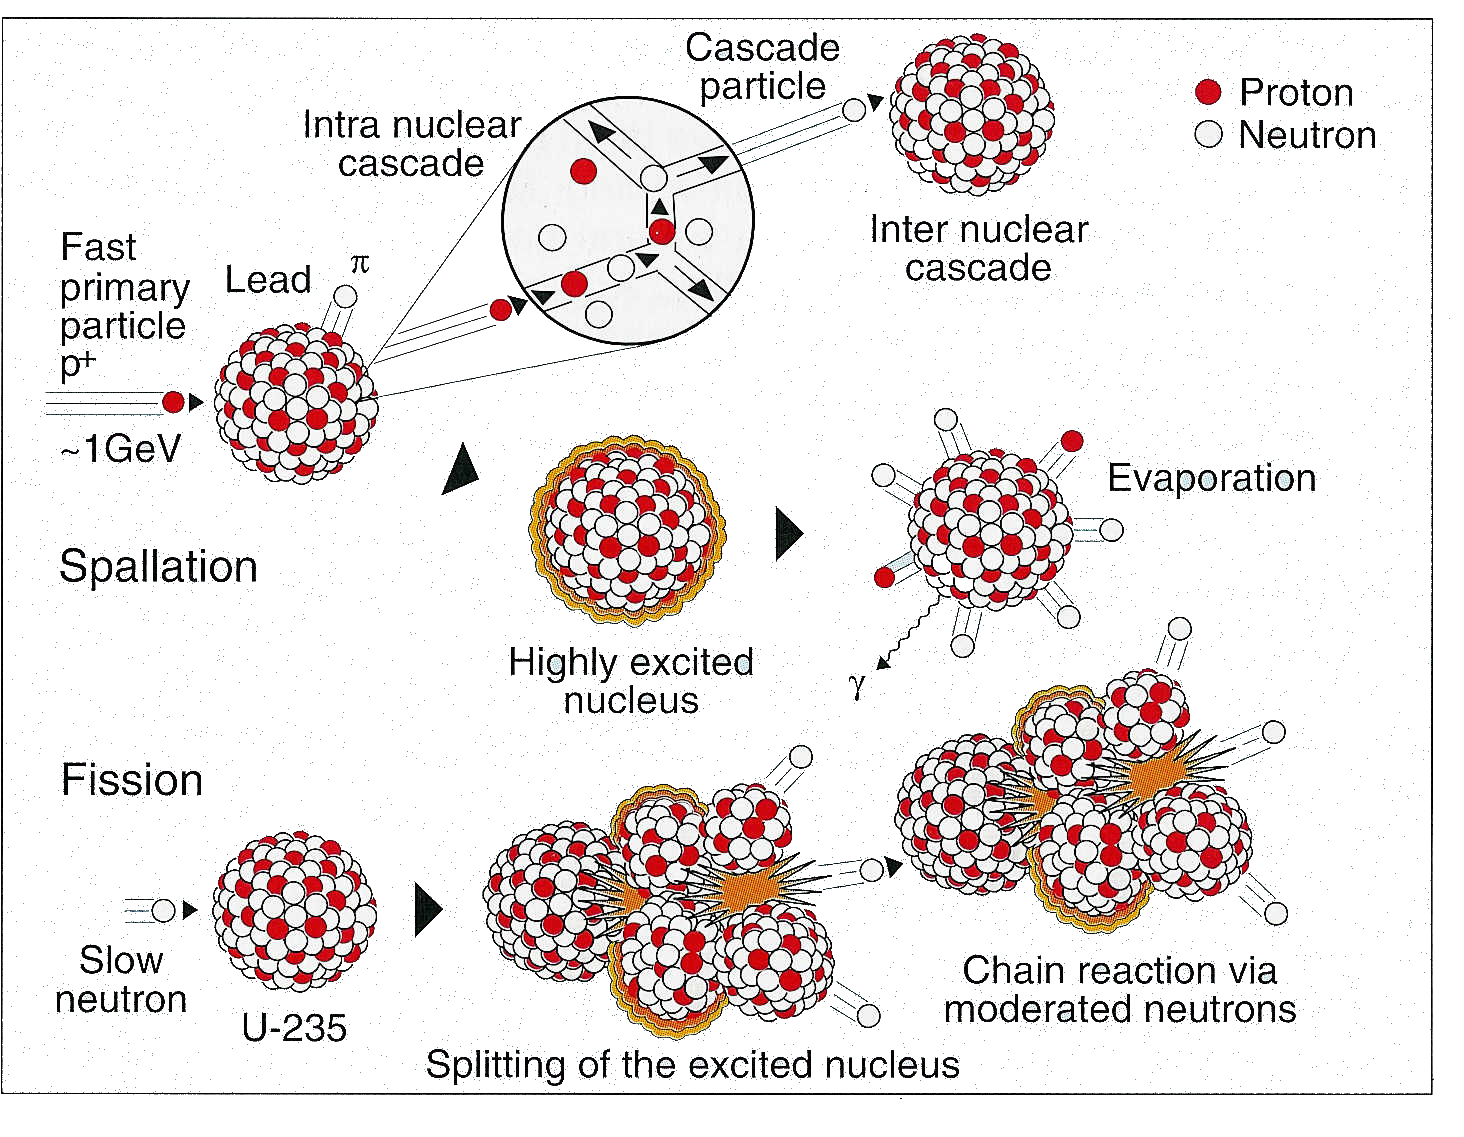 Cascade
particle
Proton
Neutron
Intra nuclear
cascade
Inter nuclear
cascade
Fast
primary
particle
p+
Lead
π
~1GeV
Evaporation
Spallation
Highly excited
nucleus
γ
Fission
Slow
neutron
U-235
Chain reaction via
moderated neutrons
Splitting of the excited nucleus